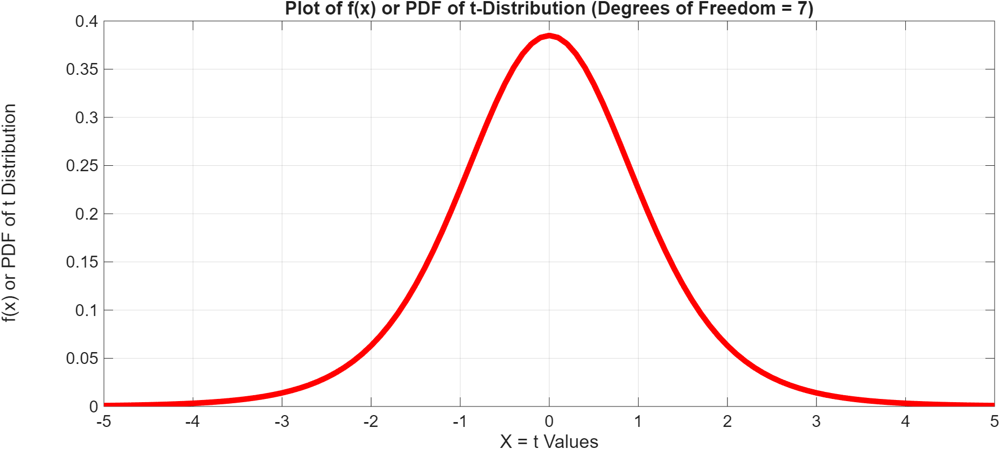 Plot of f(x) or PDF of t-Distribution (Degrees of Freedom = 7)
f(x) or PDF of t Distribution
0.4
0.35
0.3
0.25
0.2
0.15
0.1
0.05
0
-5 -4 -3 -2 -1 0 1 2 3 4 5
X = t Values